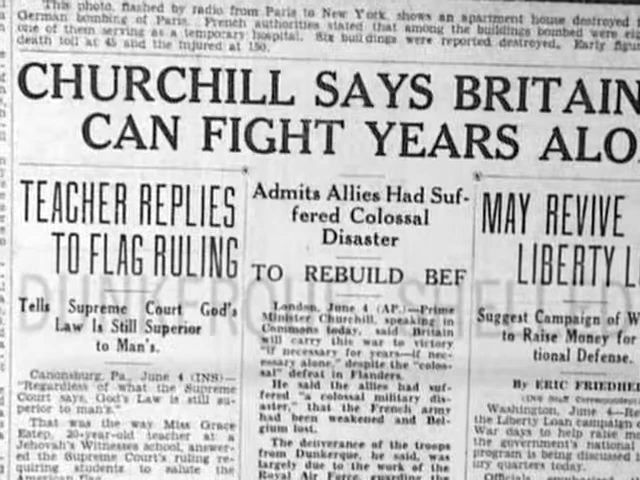 This photo, flashed by radio from Paris to New York, shows an apartment house destroyed
German bombing of Paris. French authorities stated that among the buildings bombed were
one of them serving as a temporary hospital. Six buildings were reported destroyed. Early
death toll at 45 and the injured at 150.
CHURCHILL SAYS BRITAIN
CAN FIGHT YEARS ALO
TEACHER REPLIES
TO FLAG RULING
Tells Supreme Court God's
Law Is Still Superior
to Man's.
Canonsburg, Pa., June 4 (INS)—
"Regardless of what the Supreme
Court says, God's Law is still su-
perior to man's."
That was the way Miss Grace
Estep, 20-year-old teacher at a
Jehovah's Witnesses school, answer-
ed the Supreme Court's ruling re-
quiring students to salute the
American flag.
Admits Allies Had Suf-
fered Colossal
Disaster
TO REBUILD BEF
London, June 4 (AP)—Prime
Minister Churchill, speaking in
Commons today, said Britain
will carry this war to victory
"if necessary for years—if nec-
essary alone," despite the "colos-
sal" defeat in Flanders.
He said the allies had suf-
fered "a colossal military dis-
aster," that the French army
had been weakened and Bel-
gium lost.
The deliverance of the troops
from Dunkerque, he said, was
largely due to the work of the
Royal Air Force, guarding the
MAY REVIVE
LIBERTY L
Suggest Campaign of W
to Raise Money for
tional Defense.
By ERIC FRIEDHE
(INS Staff Correspondent)
Washington, June 4—Re
the Liberty Loan campaign o
War days to help raise m
the government's national
program is being discussed i
ury quarters today.
Officials